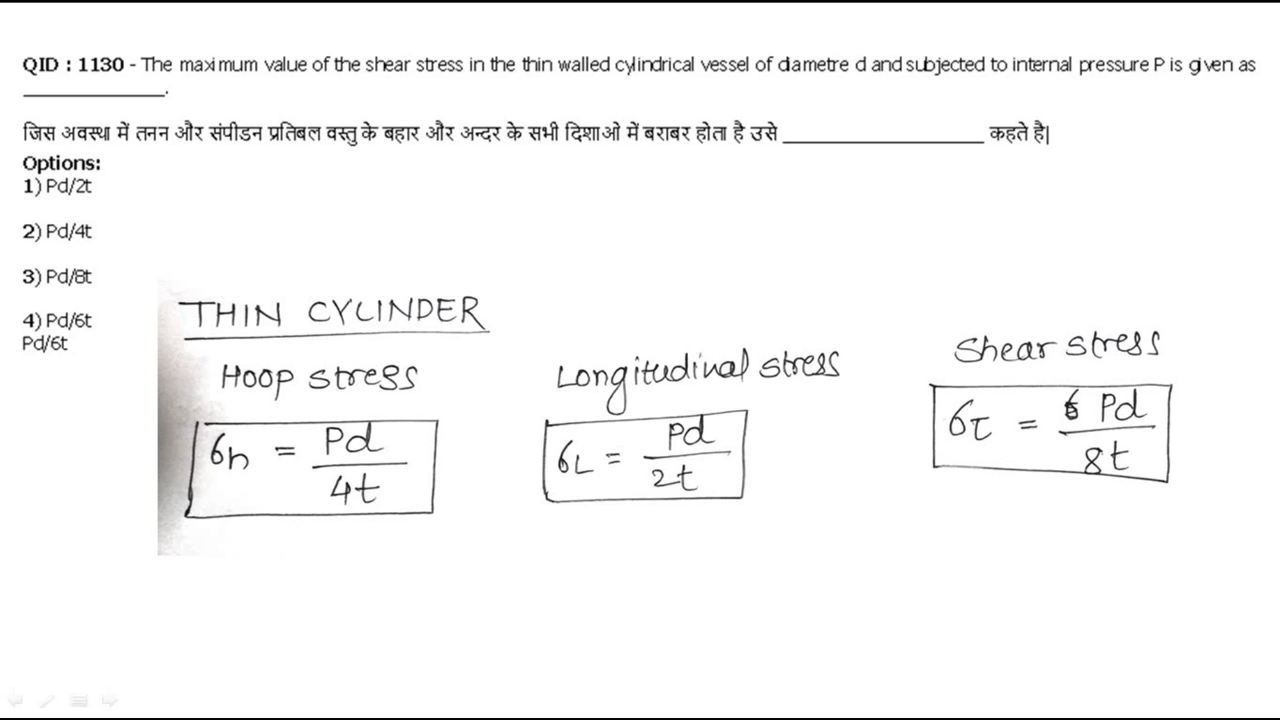 QID : 1130 - The maximum value of the shear stress in the thin walled cylindrical vessel of diametre d and subjected to internal pressure P is given as
______________.
जिस अवस्था में तनन और संपीडन प्रतिबल वस्तु के बहार और अन्दर के सभी दिशाओ में बराबर होता है उसे ____________________ कहते है|
Options:
1) Pd/2t
2) Pd/4t
3) Pd/8t
4) Pd/6t
Pd/6t
THIN CYLINDER
Hoop stress
Longitudinal stress
Shear stress
σh = Pd/4t
σL = Pd/2t
στ = Pd/8t